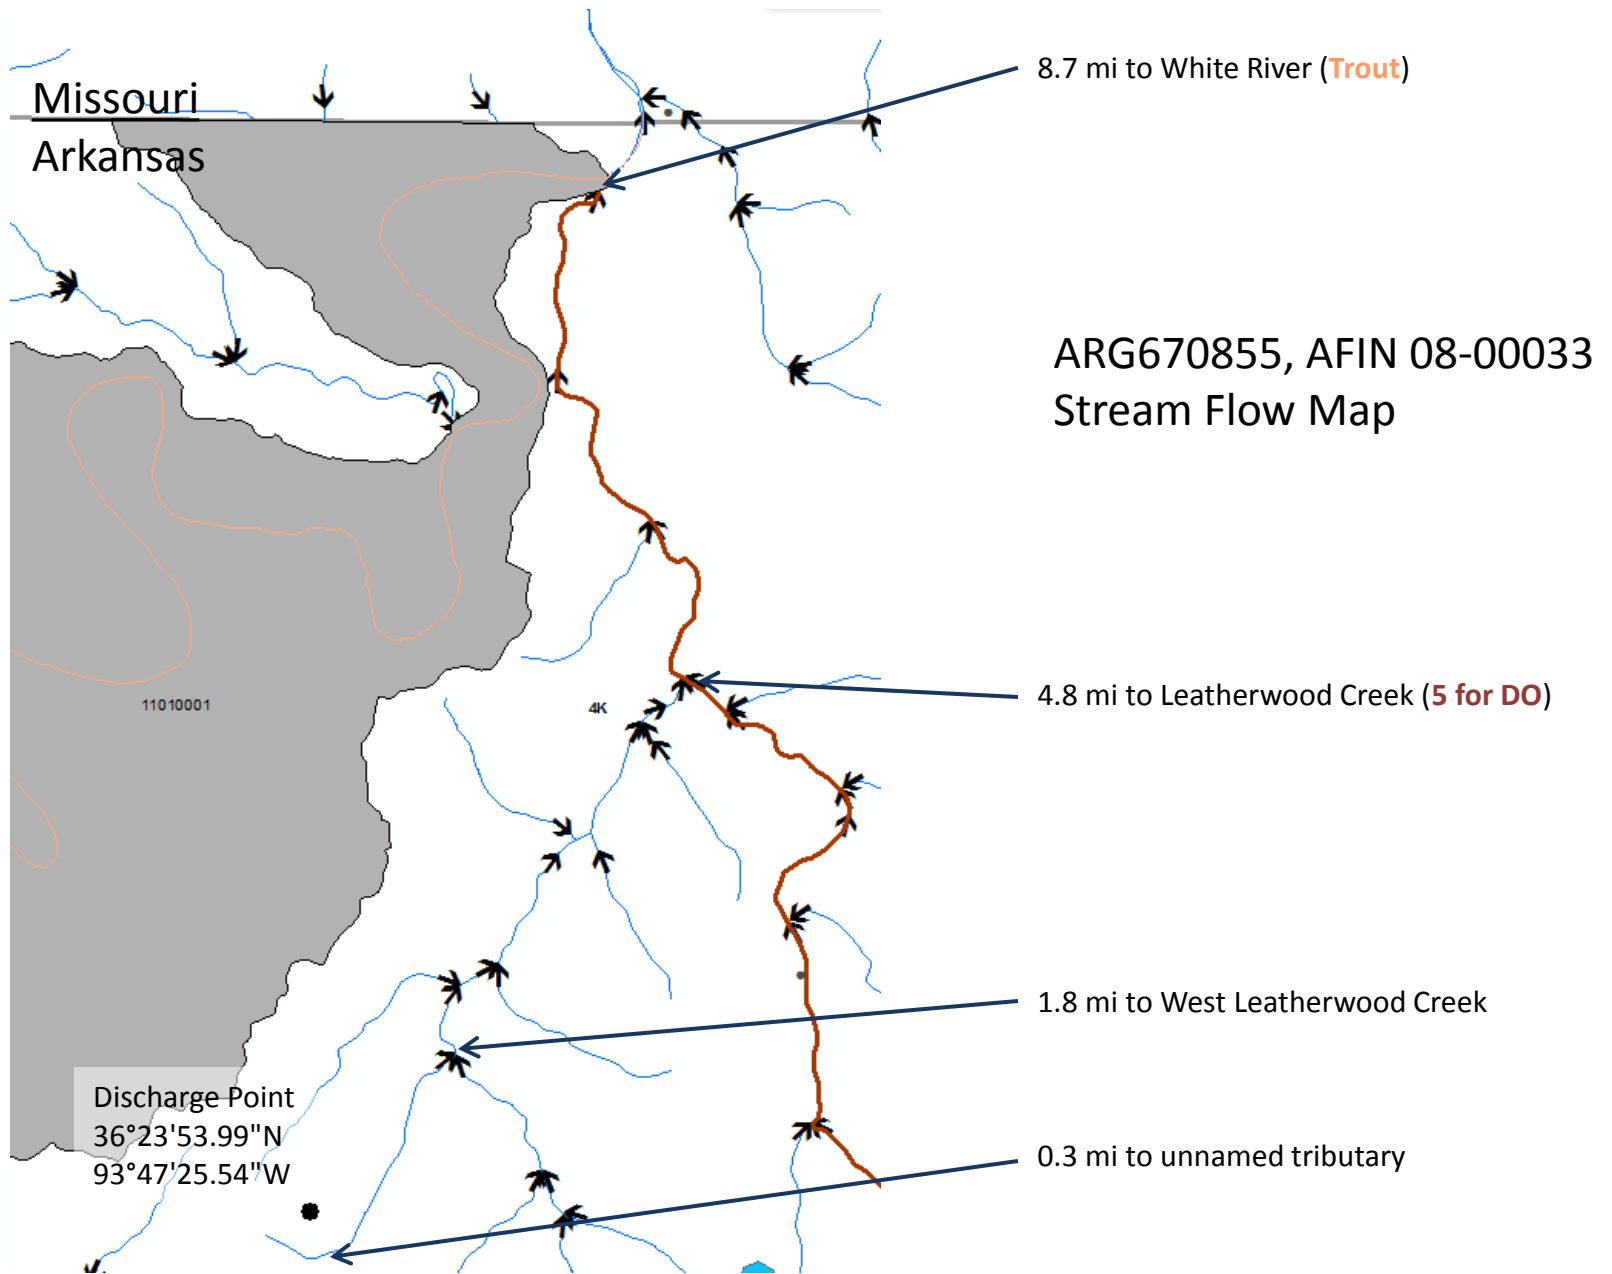 8.7 mi to White River (Trout)
Missouri
Arkansas
ARG670855, AFIN 08-00033
Stream Flow Map
11010001
4K
4.8 mi to Leatherwood Creek (5 for DO)
1.8 mi to West Leatherwood Creek
Discharge Point
36°23'53.99"N
93°47'25.54"W
0.3 mi to unnamed tributary